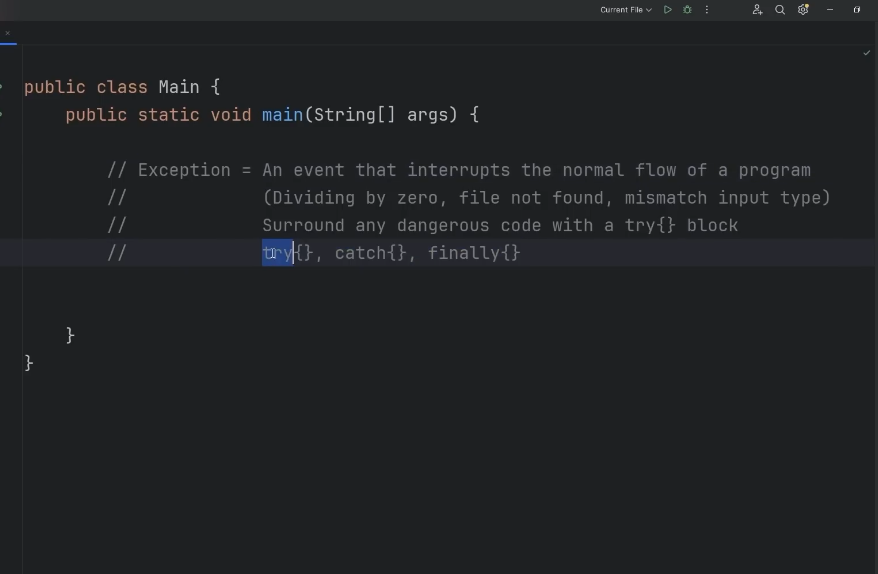 Current File
public class Main {
public static void main(String[] args) {
// Exception = An event that interrupts the normal flow of a program
// (Dividing by zero, file not found, mismatch input type)
// Surround any dangerous code with a try{} block
// try{}, catch{}, finally{}
}
}